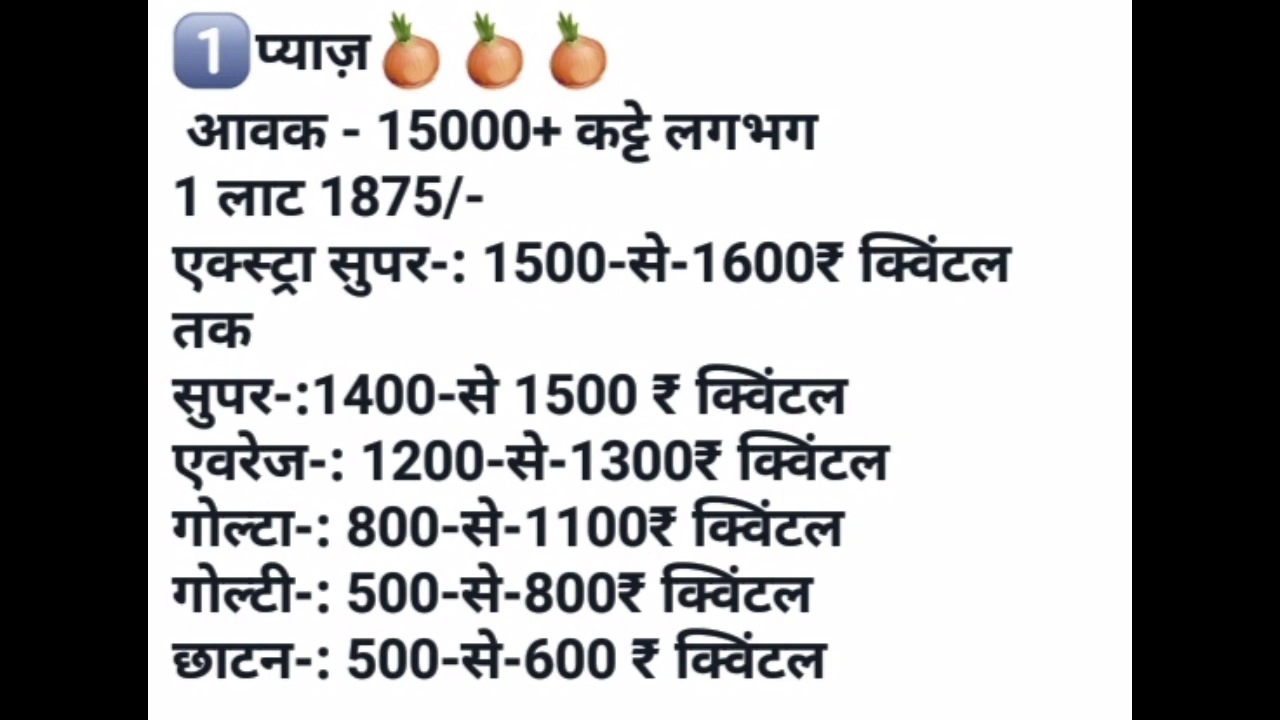 1️⃣प्याज़🧅🧅🧅
आवक - 15000+ कट्टे लगभग
1 लाट 1875/-
एक्स्ट्रा सुपर-: 1500-से-1600₹ क्विंटल
तक
सुपर-:1400-से 1500 ₹ क्विंटल
एवरेज-: 1200-से-1300₹ क्विंटल
गोल्टा-: 800-से-1100₹ क्विंटल
गोल्टी-: 500-से-800₹ क्विंटल
छाटन-: 500-से-600 ₹ क्विंटल